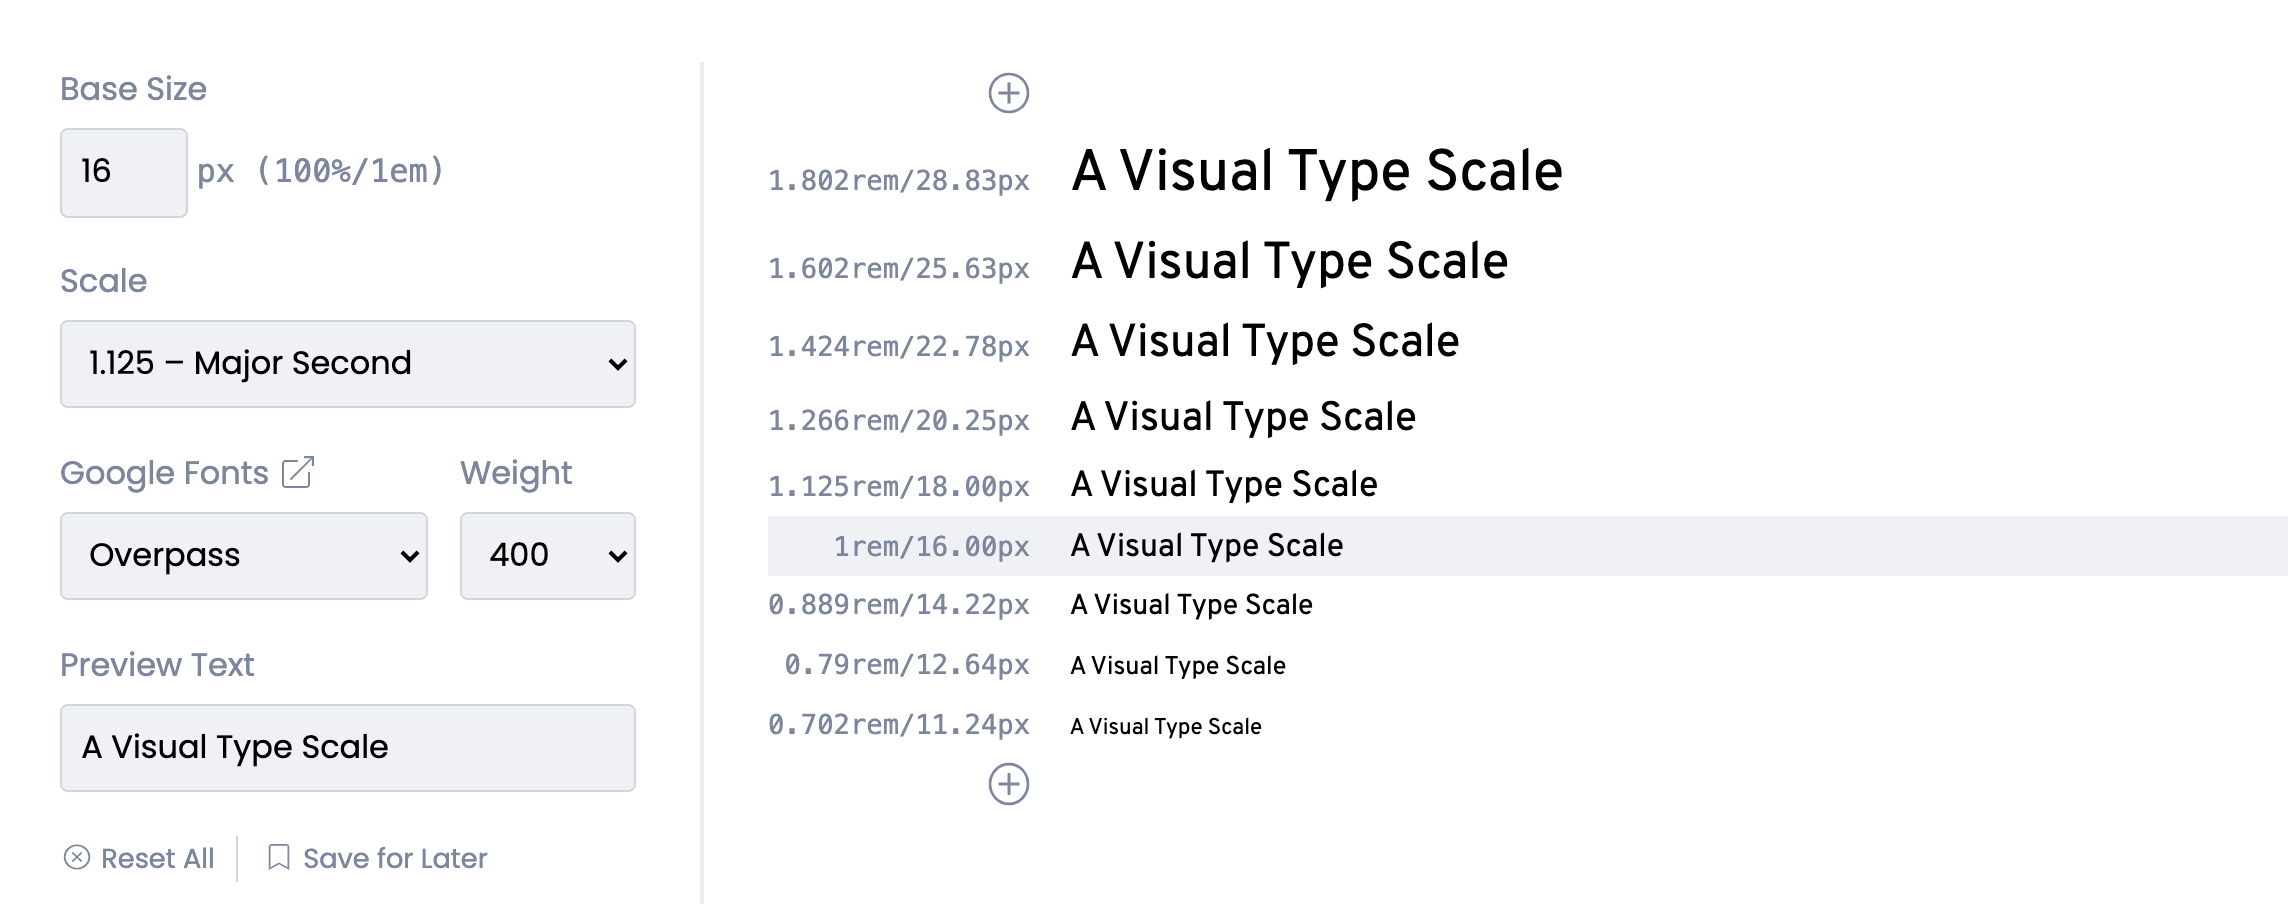 Base Size
16 px (100%/1em)
Scale
1.125 – Major Second
Google Fonts Weight
Overpass 400
Preview Text
A Visual Type Scale
Reset All Save for Later
1.802rem/28.83px A Visual Type Scale
1.602rem/25.63px A Visual Type Scale
1.424rem/22.78px A Visual Type Scale
1.266rem/20.25px A Visual Type Scale
1.125rem/18.00px A Visual Type Scale
1rem/16.00px A Visual Type Scale
0.889rem/14.22px A Visual Type Scale
0.79rem/12.64px A Visual Type Scale
0.702rem/11.24px A Visual Type Scale